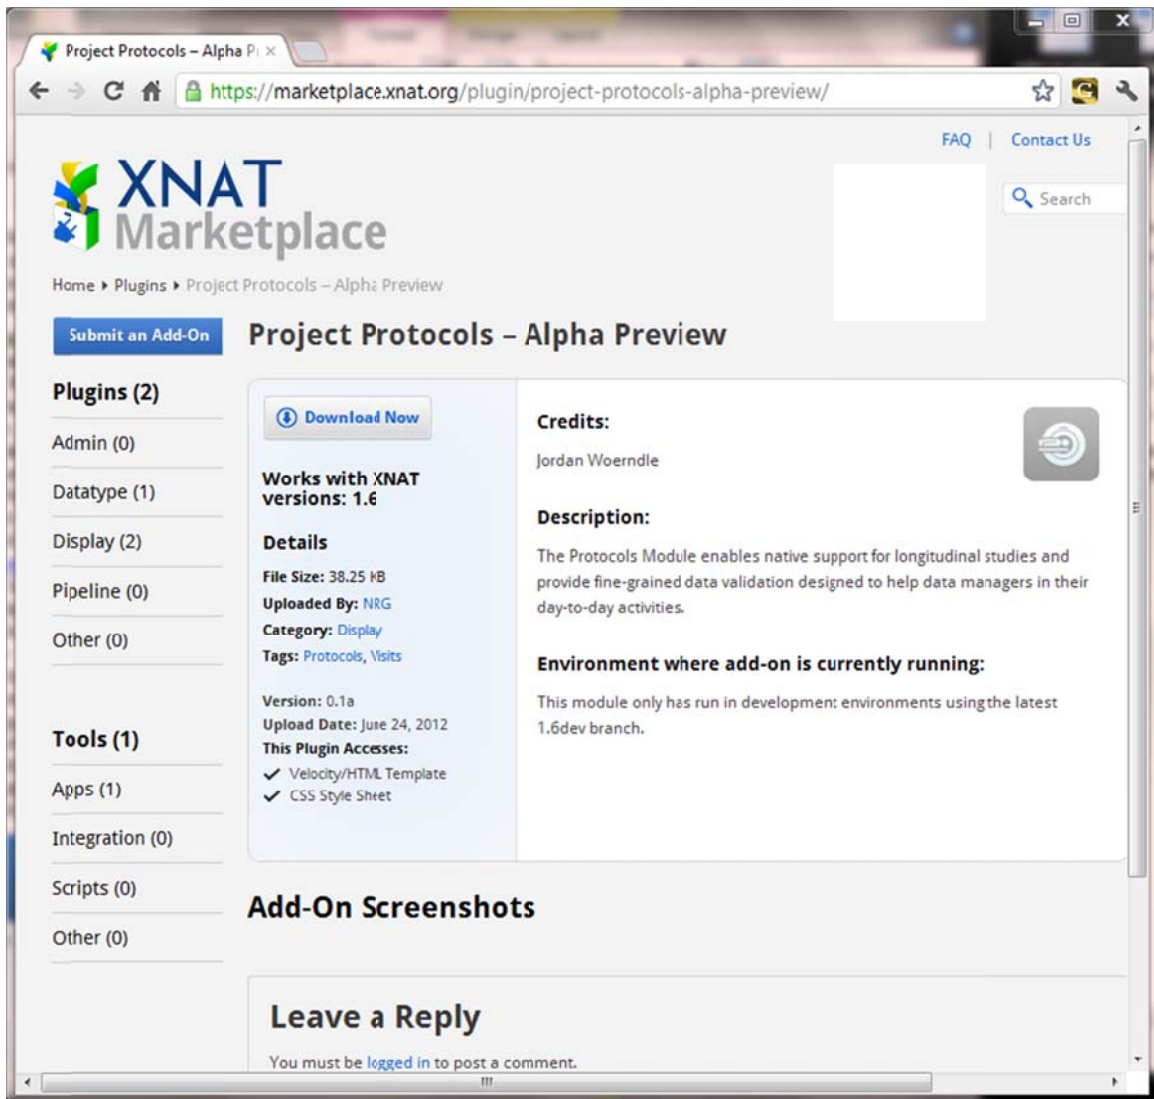 Project Protocols – Alpha Pr
https://marketplace.xnat.org/plugin/project-protocols-alpha-preview/
FAQ | Contact Us
XNAT
Marketplace
Search
Home ▸ Plugins ▸ Project Protocols – Alpha Preview
Submit an Add-On
Project Protocols – Alpha Preview
Plugins (2)
Admin (0)
Datatype (1)
Display (2)
Pipeline (0)
Other (0)
Tools (1)
Apps (1)
Integration (0)
Scripts (0)
Other (0)
Download Now
Works with XNAT
versions: 1.6
Details
File Size: 38.25 KB
Uploaded By: NRG
Category: Display
Tags: Protocols, Visits
Version: 0.1a
Upload Date: June 24, 2012
This Plugin Accesses:
✓ Velocity/HTML Template
✓ CSS Style Sheet
Credits:
Jordan Woerndle
Description:
The Protocols Module enables native support for longitudinal studies and
provide fine-grained data validation designed to help data managers in their
day-to-day activities.
Environment where add-on is currently running:
This module only has run in development environments using the latest
1.6dev branch.
Add-On Screenshots
Leave a Reply
You must be logged in to post a comment.